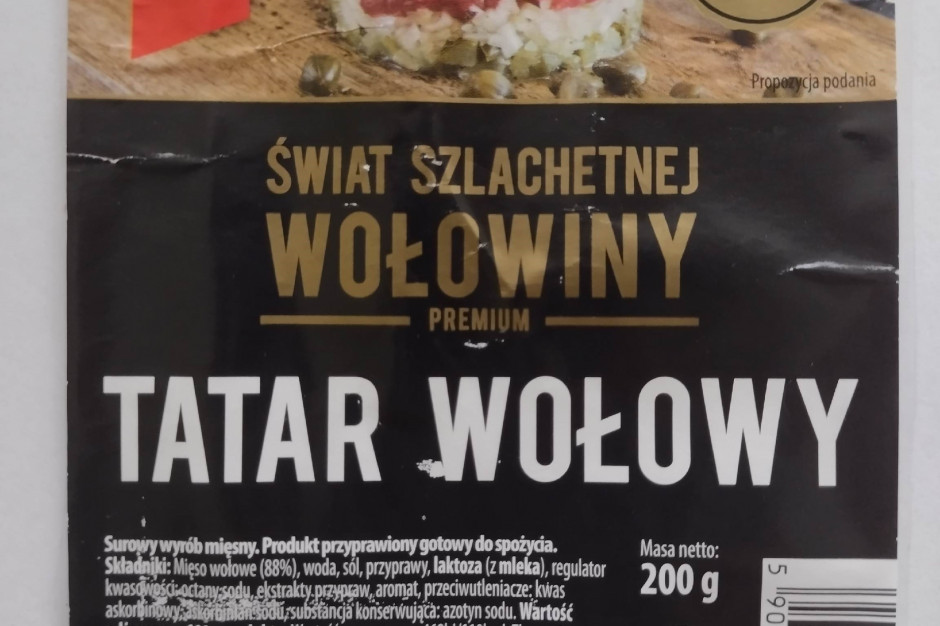 Propozycja podania
ŚWIAT SZLACHETNEJ
WOŁOWINY
PREMIUM
TATAR WOŁOWY
Surowy wyrób mięsny. Produkt przyprawiony gotowy do spożycia.
Składniki: Mięso wołowe (88%), woda, sól, przyprawy, laktoza (z mleka), regulator
kwasowości: octany sodu, ekstrakty przypraw, aromat, przeciwutleniacze: kwas
askorbinowy, askorbinian sodu, substancja konserwująca: azotyn sodu. Wartość
Masa netto:
200 g
5 90